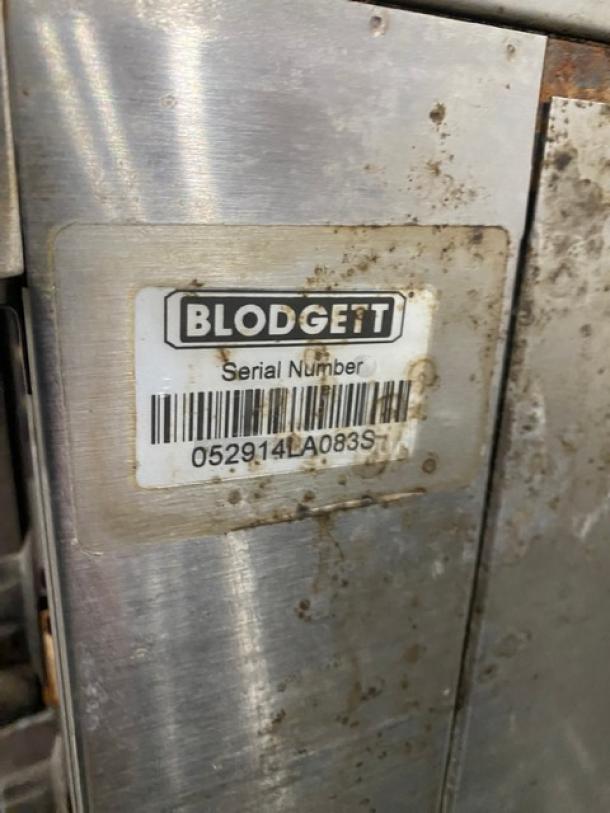 BLODGETT
Serial Number
052914LA083S